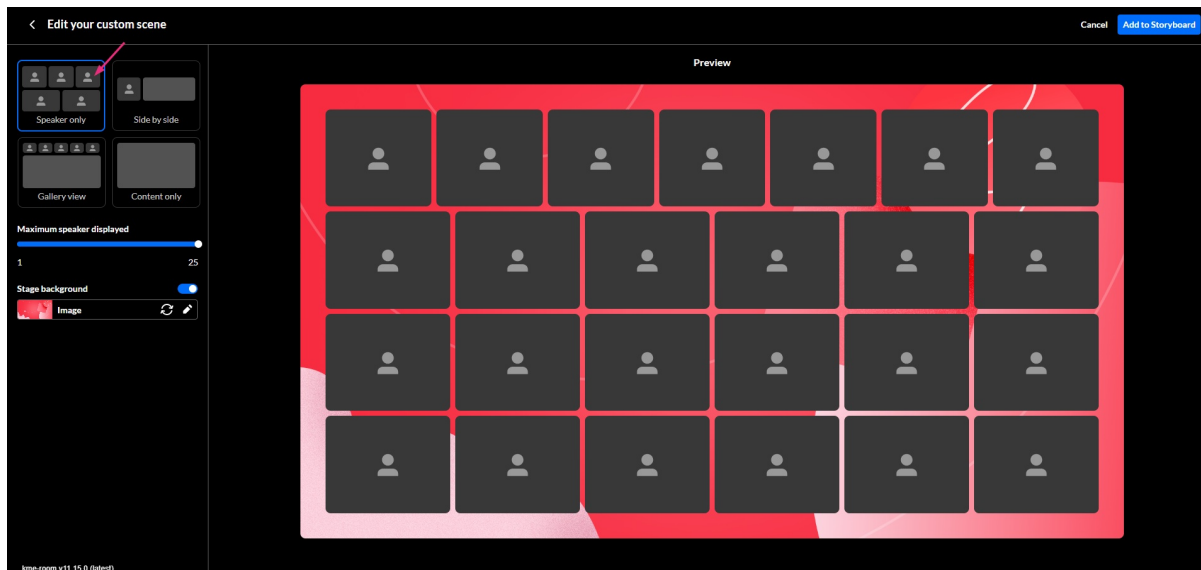 Edit your custom scene
Cancel
Add to Storyboard
Speaker only
Side by side
Gallery view
Content only
Maximum speaker displayed
1
25
Stage background
Image
Preview
kme-room v11.15.0 (latest)